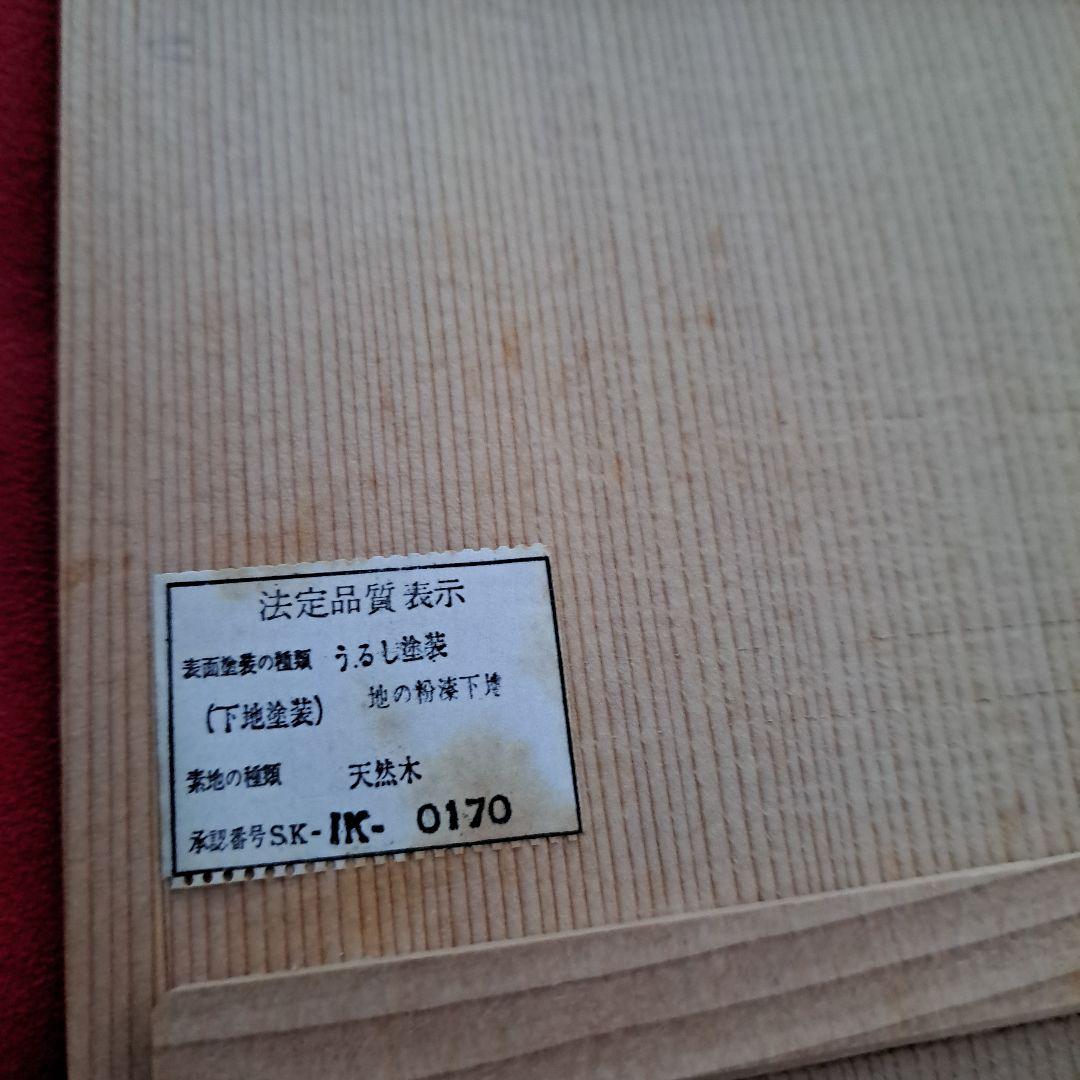 法定品質表示
表面塗装の種類 うるし塗装
(下地塗装) 地の粉漆下地
素地の種類 天然木
承認番号SK-IK- 0170